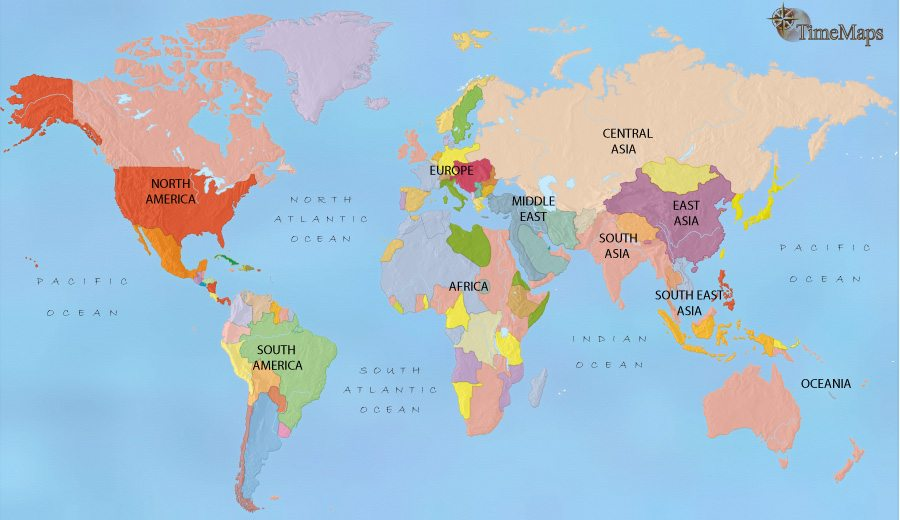 TimeMaps
CENTRAL
ASIA
EUROPE
NORTH
AMERICA
MIDDLE
EAST
EAST
ASIA
NORTH
ATLANTIC
OCEAN
SOUTH
ASIA
PACIFIC
OCEAN
PACIFIC
OCEAN
AFRICA
SOUTH EAST
ASIA
SOUTH
AMERICA
INDIAN
OCEAN
SOUTH
ATLANTIC
OCEAN
OCEANIA